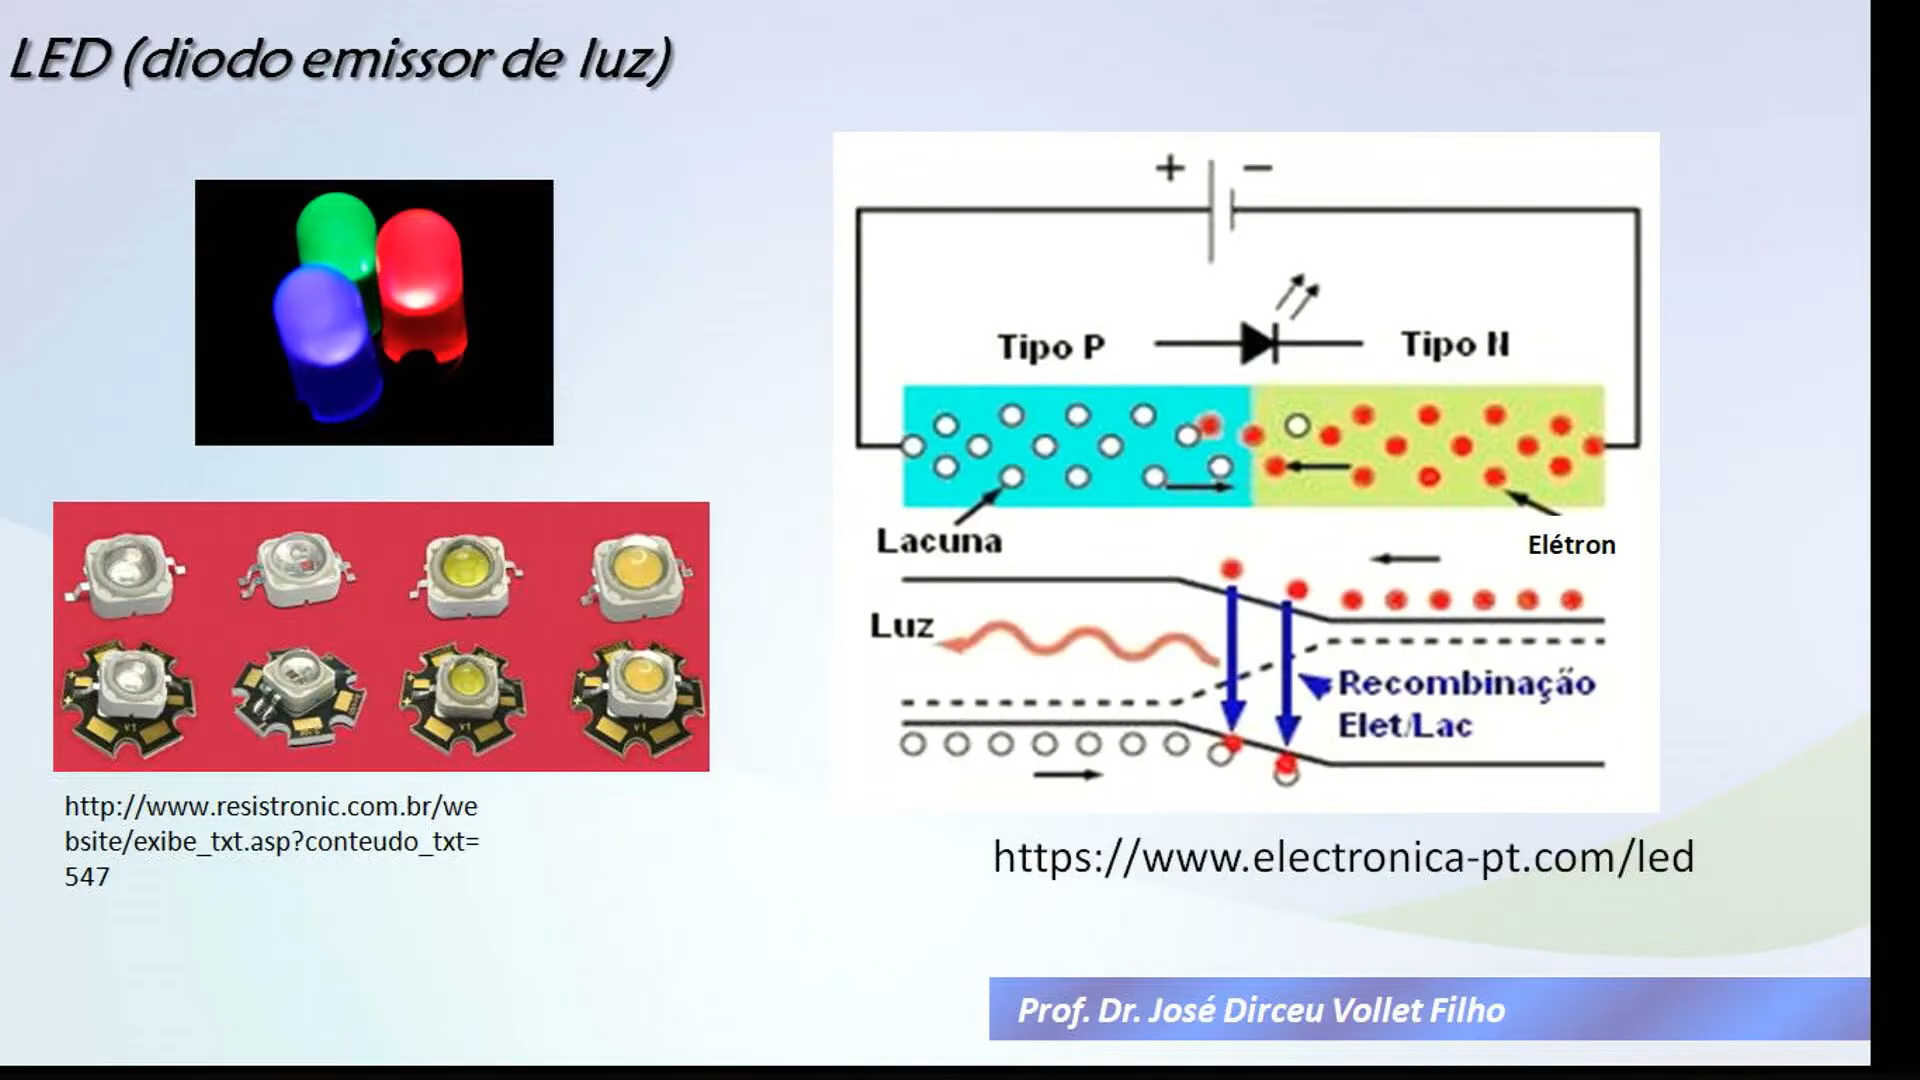 LED (diodo emissor de luz)
+ −
Tipo P
Tipo N
Lacuna
Elétron
Luz
Recombinação
Elet/Lac
http://www.resistronic.com.br/we
bsite/exibe_txt.asp?conteudo_txt=
547
https://www.electronica-pt.com/led
Prof. Dr. José Dirceu Vollet Filho